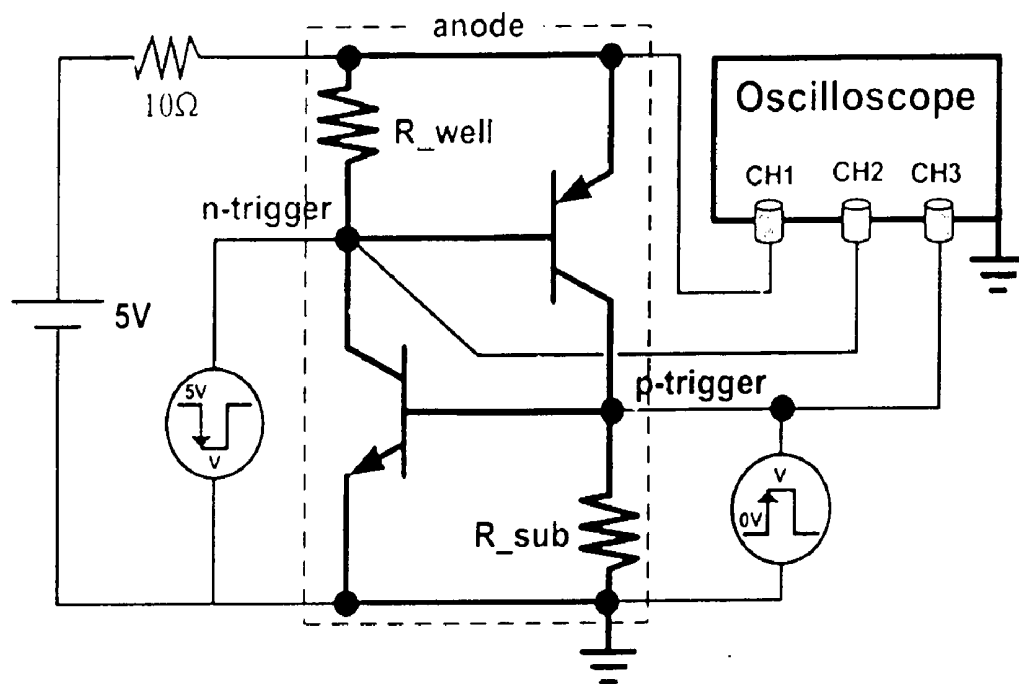 anode
10Ω
R_well
Oscilloscope
CH1
CH2
CH3
n-trigger
5V
5V
V
p-trigger
V
0V
R_sub